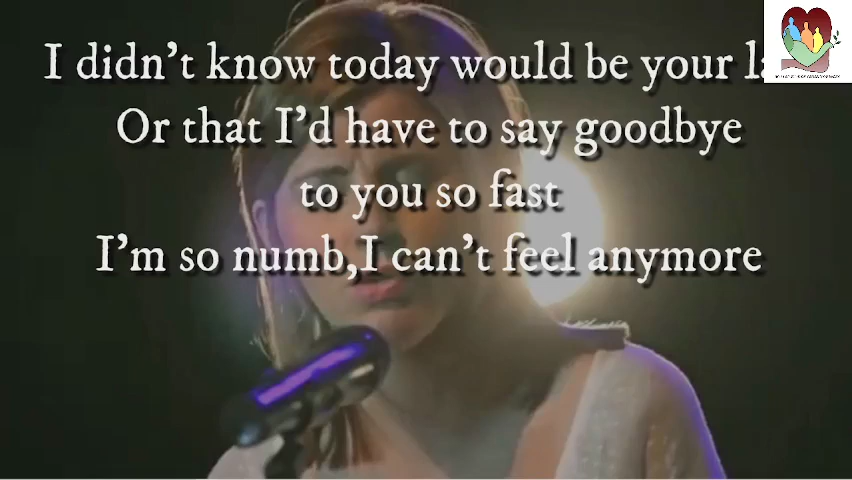 I didn't know today would be your
Or that I'd have to say goodbye
to you so fast
I'm so numb,I can't feel anymore